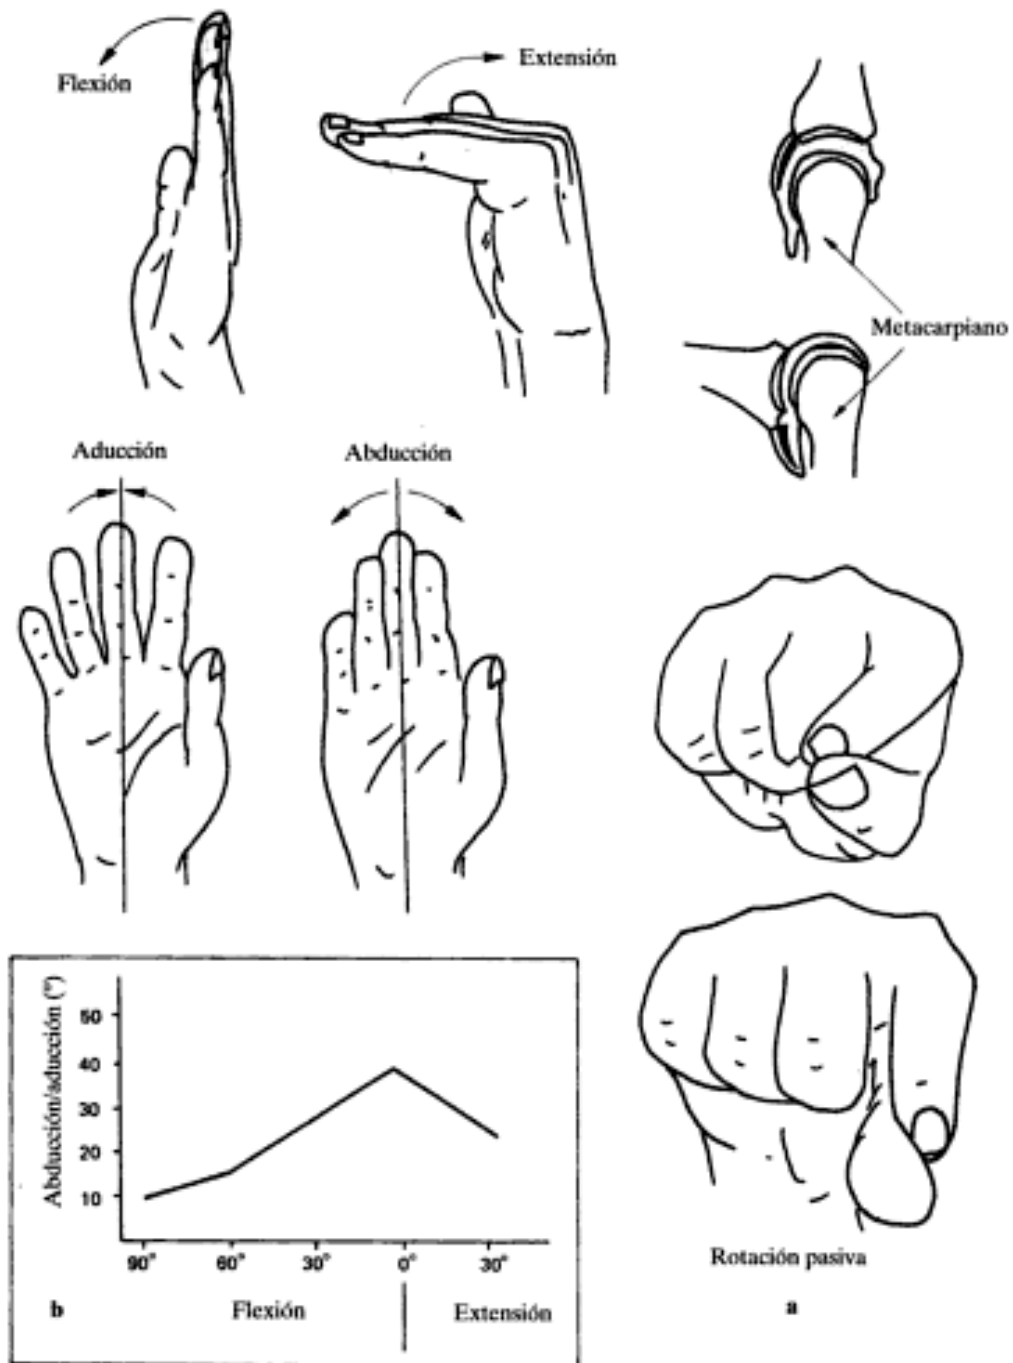 Flexión
Extensión
Metacarpiano
Aducción
Abducción
Abducción/aducción (°)
50
40
30
20
10
90° 60° 30° 0° 30°
b Flexión Extensión
Rotación pasiva
a